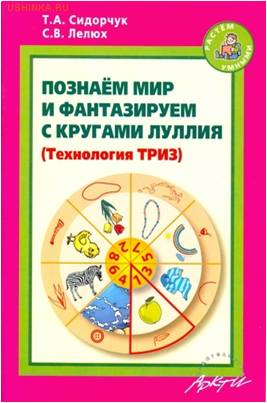 USHINKA.RU
Т.А. Сидорчук
С.В. Лелюх
РАСТЕМ
УМНЫМИ
ПОЗНАЁМ МИР
И ФАНТАЗИРУЕМ
С КРУГАМИ ЛУЛЛИЯ
(Технология ТРИЗ)
АРКТИ